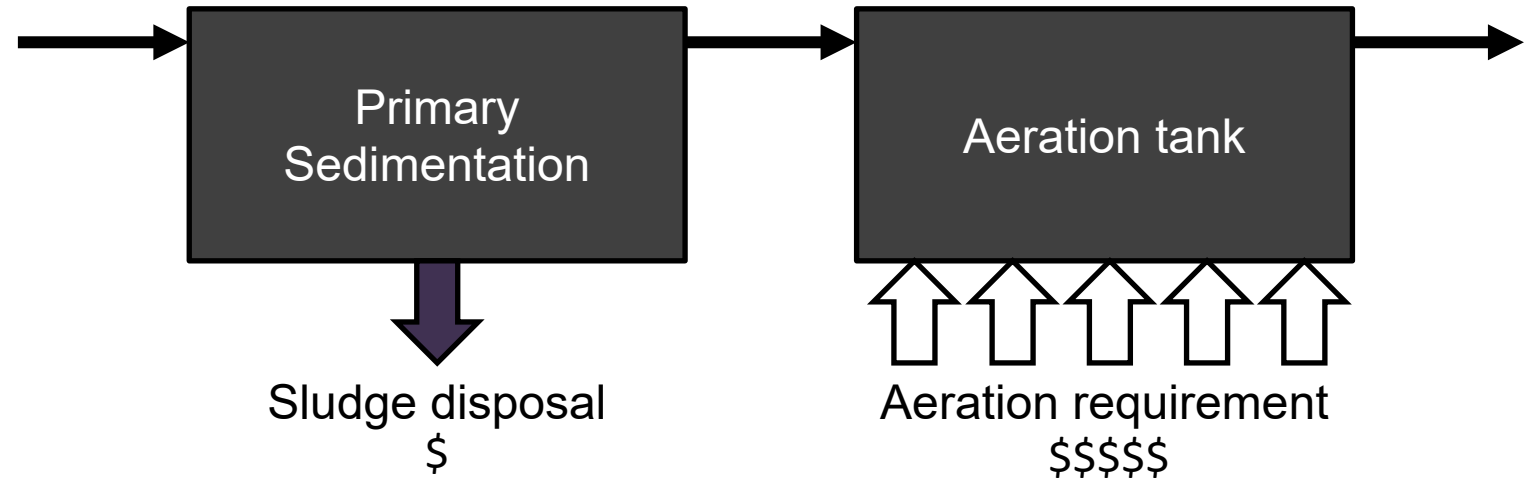 Primary
Sedimentation
Aeration tank
Sludge disposal
$
Aeration requirement
$$$$$